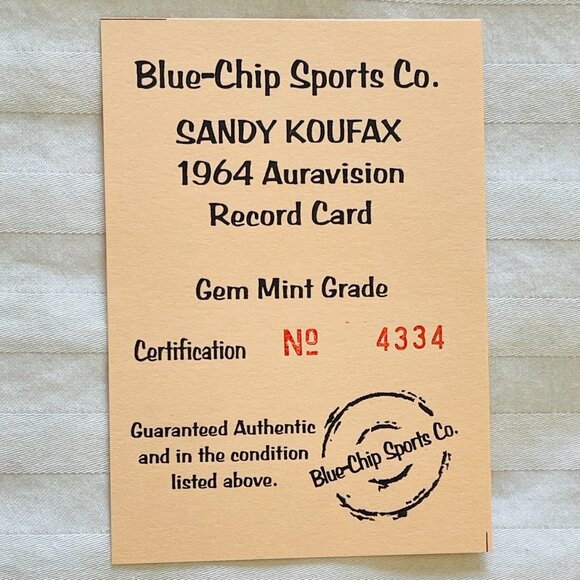 Blue-Chip Sports Co.
SANDY KOUFAX
1964 Auravision
Record Card
Gem Mint Grade
Certification Nº 4334
Guaranteed Authentic
and in the condition
listed above.
Blue-Chip Sports Co.